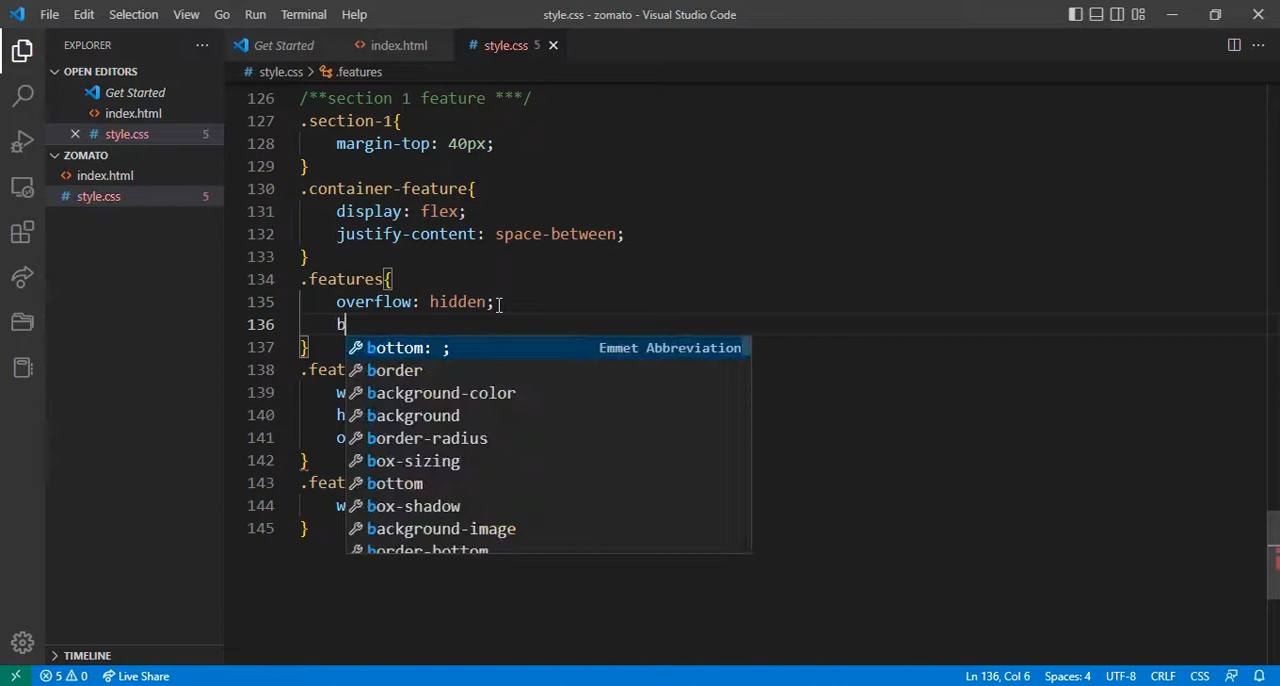 File Edit Selection View Go Run Terminal Help style.css - zomato - Visual Studio Code
EXPLORER Get Started index.html style.css 5
OPEN EDITORS style.css .features
Get Started
index.html
style.css 5
ZOMATO
index.html
style.css 5
126 /**section 1 feature ***/
127 .section-1{
128 margin-top: 40px;
129 }
130 .container-feature{
131 display: flex;
132 justify-content: space-between;
133 }
134 .features{
135 overflow: hidden;
136 b
137 } bottom: ; Emmet Abbreviation
138 .feat border
139 w background-color
140 h background
141 o border-radius
142 } box-sizing
143 .feat bottom
144 w box-shadow
145 } background-image
border-bottom
TIMELINE
5 0 Live Share Ln 136, Col 6 Spaces: 4 UTF-8 CRLF CSS